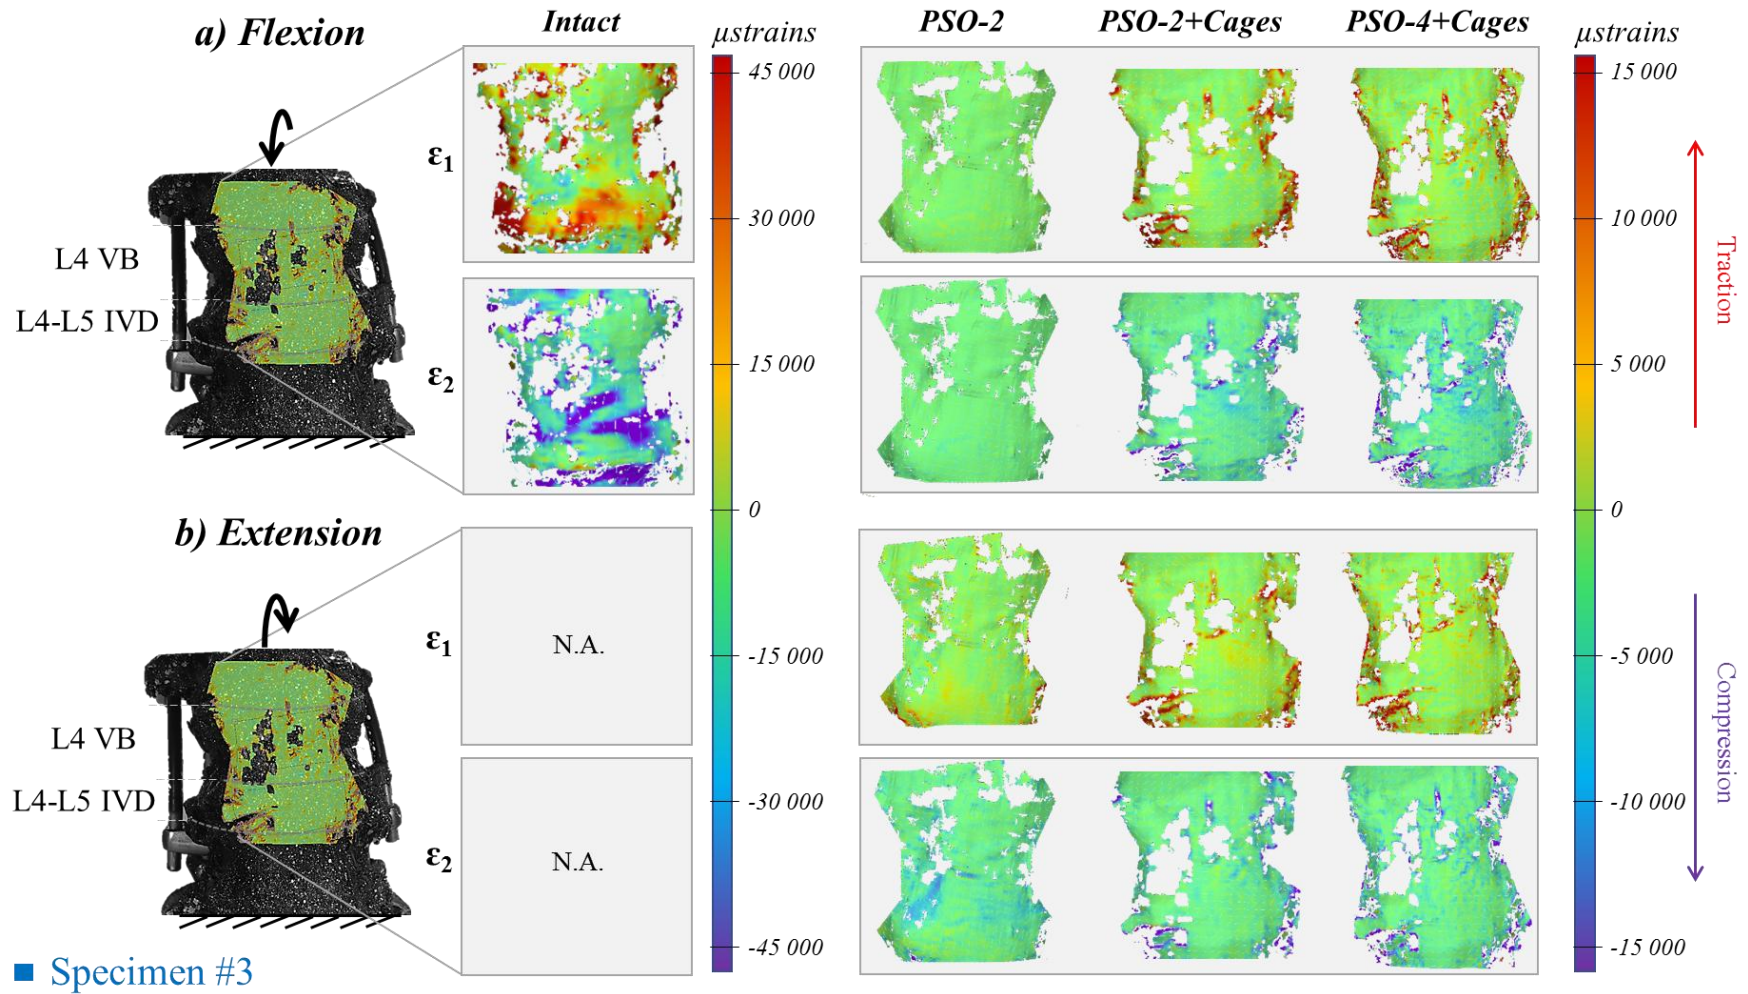 a) Flexion
Intact
µstrains
PSO-2
PSO-2+Cages
PSO-4+Cages
µstrains
45 000
30 000
15 000
0
-15 000
-30 000
-45 000
15 000
10 000
5 000
0
-5 000
-10 000
-15 000
ε1
ε2
L4 VB
L4-L5 IVD
Traction
Compression
b) Extension
ε1
N.A.
ε2
N.A.
L4 VB
L4-L5 IVD
Specimen #3